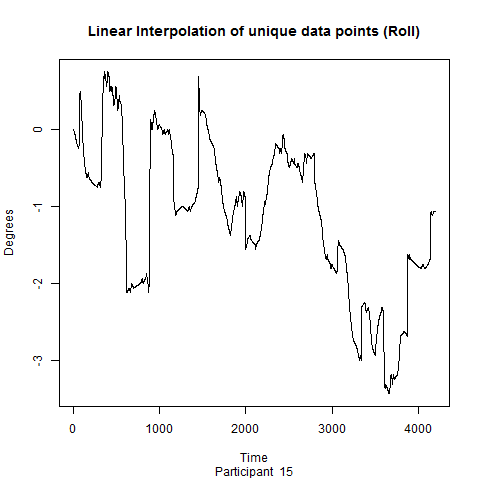 Linear Interpolation of unique data points (Roll)
Degrees
0
-1
-2
-3
0
1000
2000
3000
4000
Time
Participant 15